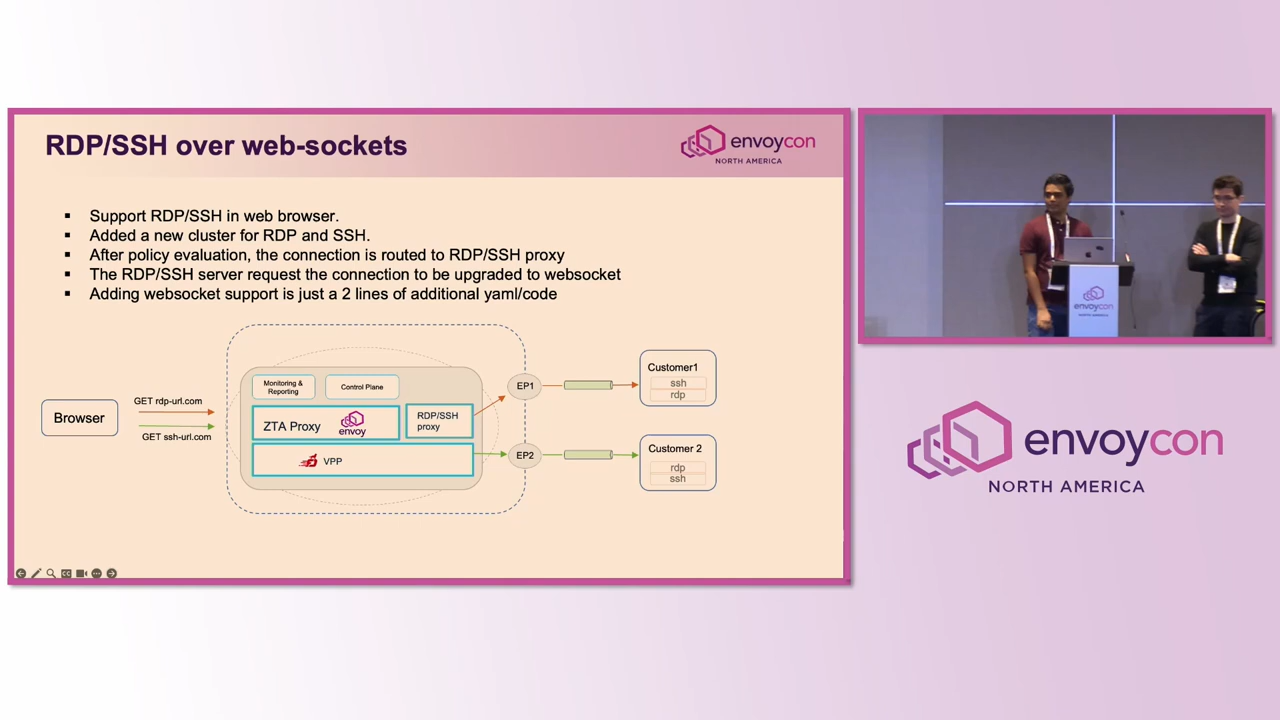 RDP/SSH over web-sockets
envoycon
NORTH AMERICA
▪ Support RDP/SSH in web browser.
▪ Added a new cluster for RDP and SSH.
▪ After policy evaluation, the connection is routed to RDP/SSH proxy
▪ The RDP/SSH server request the connection to be upgraded to websocket
▪ Adding websocket support is just a 2 lines of additional yaml/code
Browser
GET rdp-url.com
GET ssh-url.com
Monitoring &
Reporting
Control Plane
ZTA Proxy
envoy
RDP/SSH
proxy
VPP
EP1
EP2
Customer1
ssh
rdp
Customer 2
rdp
ssh
envoycon
NORTH AMERICA
envoycon
NORTH AMERICA